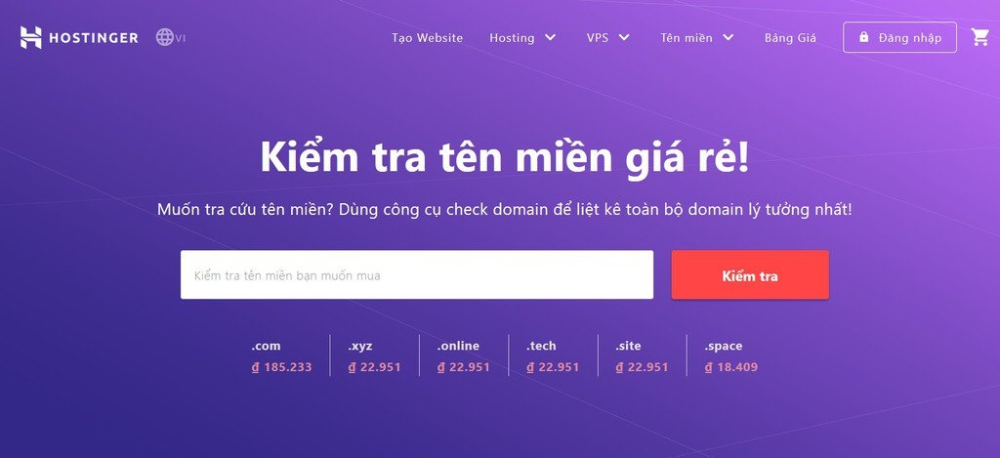 HOSTINGER VI Tạo Website Hosting VPS Tên miền Bảng Giá Đăng nhập
Kiểm tra tên miền giá rẻ!
Muốn tra cứu tên miền? Dùng công cụ check domain để liệt kê toàn bộ domain lý tưởng nhất!
Kiểm tra tên miền bạn muốn mua Kiểm tra
.com .xyz .online .tech .site .space
₫ 185.233 ₫ 22.951 ₫ 22.951 ₫ 22.951 ₫ 22.951 ₫ 18.409